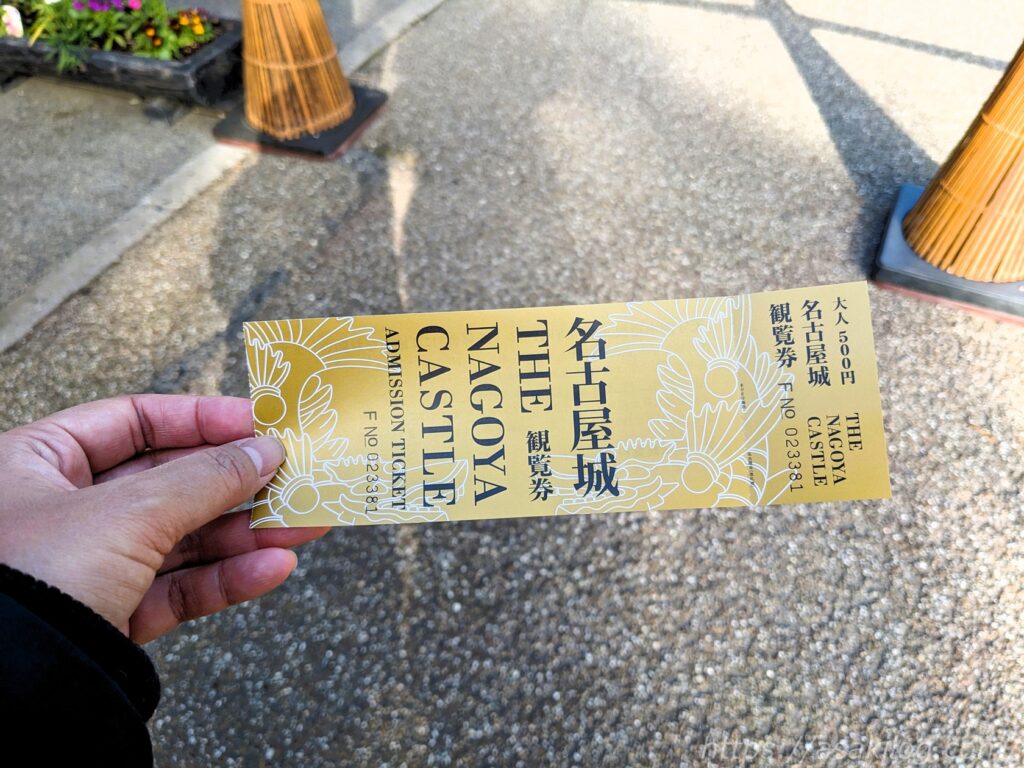 名古屋城
観覧券
THE
NAGOYA
CASTLE
ADMISSION TICKET
F No 023381
大人 500円
名古屋城
観覧券
F No 023381
THE
NAGOYA
CASTLE